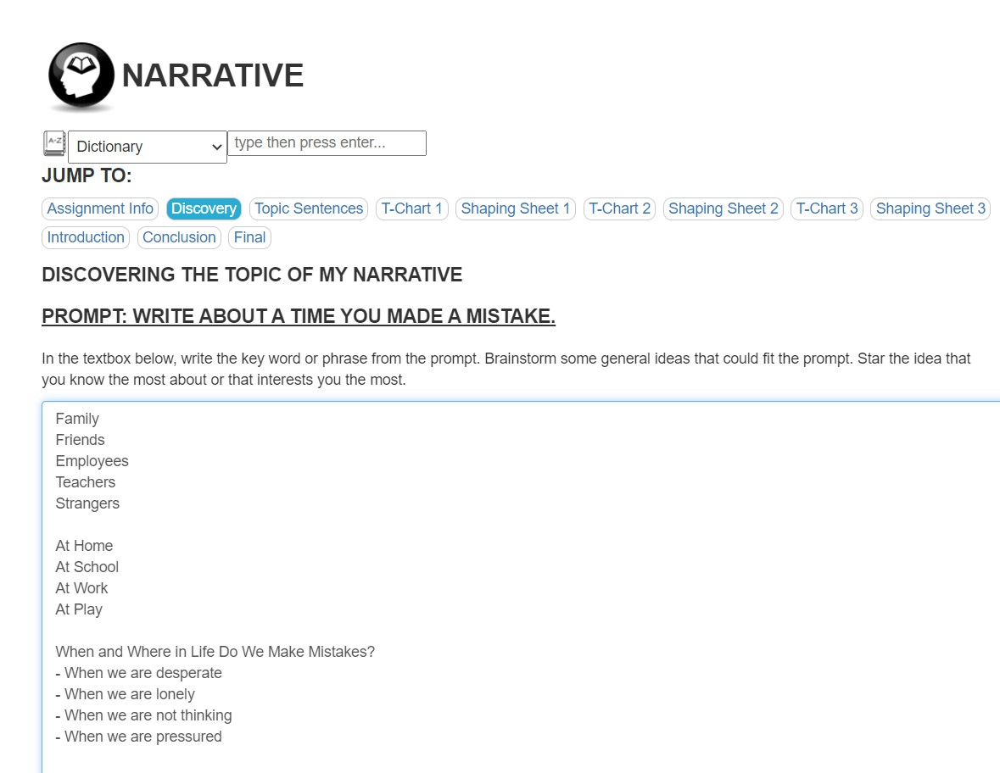 NARRATIVE
A-Z
Dictionary type then press enter...
JUMP TO:
Assignment Info Discovery Topic Sentences T-Chart 1 Shaping Sheet 1 T-Chart 2 Shaping Sheet 2 T-Chart 3 Shaping Sheet 3
Introduction Conclusion Final
DISCOVERING THE TOPIC OF MY NARRATIVE
PROMPT: WRITE ABOUT A TIME YOU MADE A MISTAKE.
In the textbox below, write the key word or phrase from the prompt. Brainstorm some general ideas that could fit the prompt. Star the idea that
you know the most about or that interests you the most.
Family
Friends
Employees
Teachers
Strangers
At Home
At School
At Work
At Play
When and Where in Life Do We Make Mistakes?
- When we are desperate
- When we are lonely
- When we are not thinking
- When we are pressured